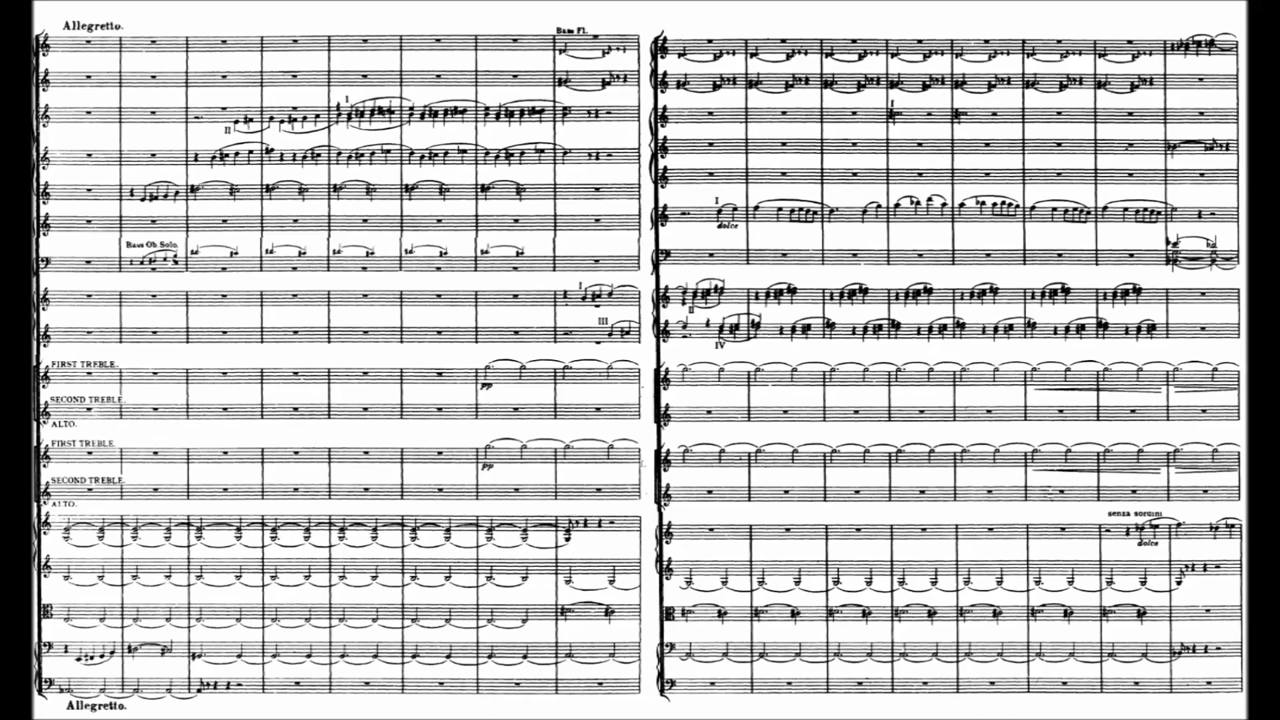 Allegretto.
Bass Fl.
I
II
Bass Ob. Solo.
I
III
FIRST TREBLE.
pp
SECOND TREBLE.
ALTO.
FIRST TREBLE.
pp
SECOND TREBLE.
ALTO.
Allegretto.
I
I
dolce
II
IV
senza sordini
dolce